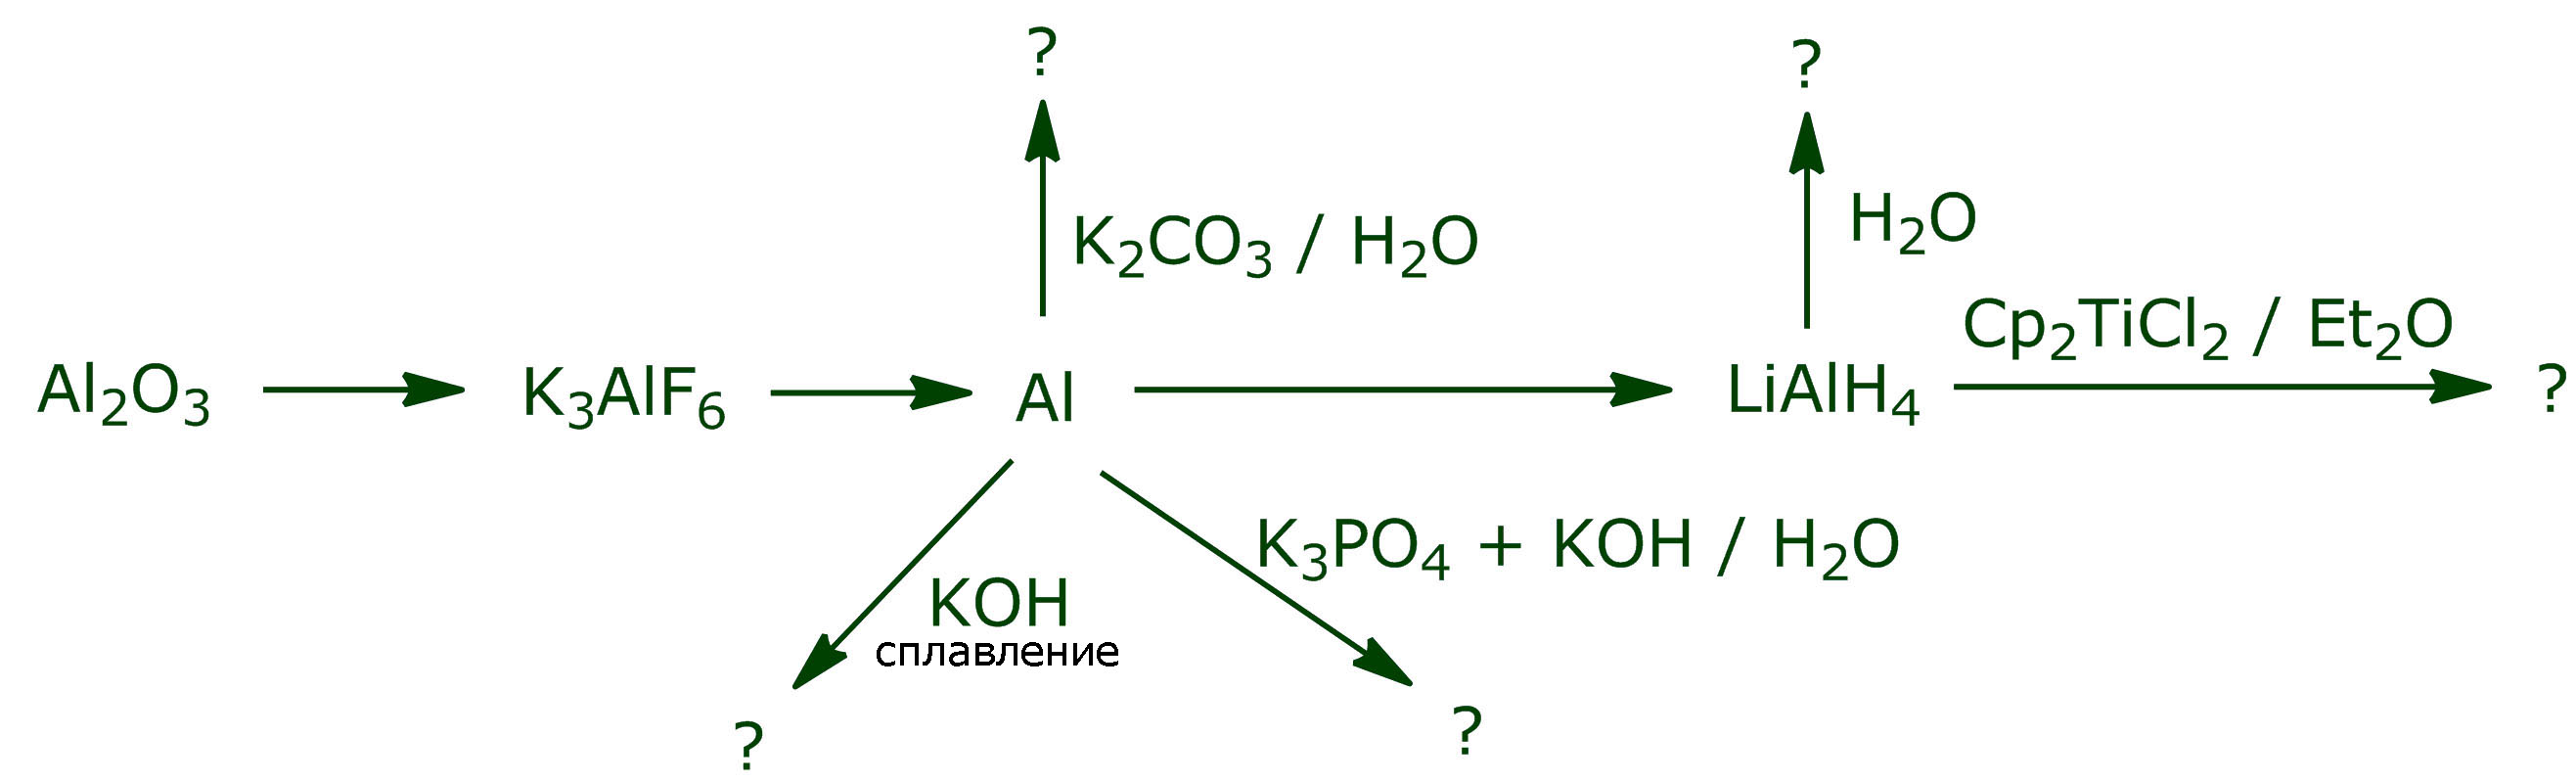 ?
?
K₂CO₃ / H₂O
H₂O
Cp₂TiCl₂ / Et₂O
Al₂O₃
K₃AlF₆
Al
LiAlH₄
?
K₃PO₄ + KOH / H₂O
KOH
сплавление
?
?